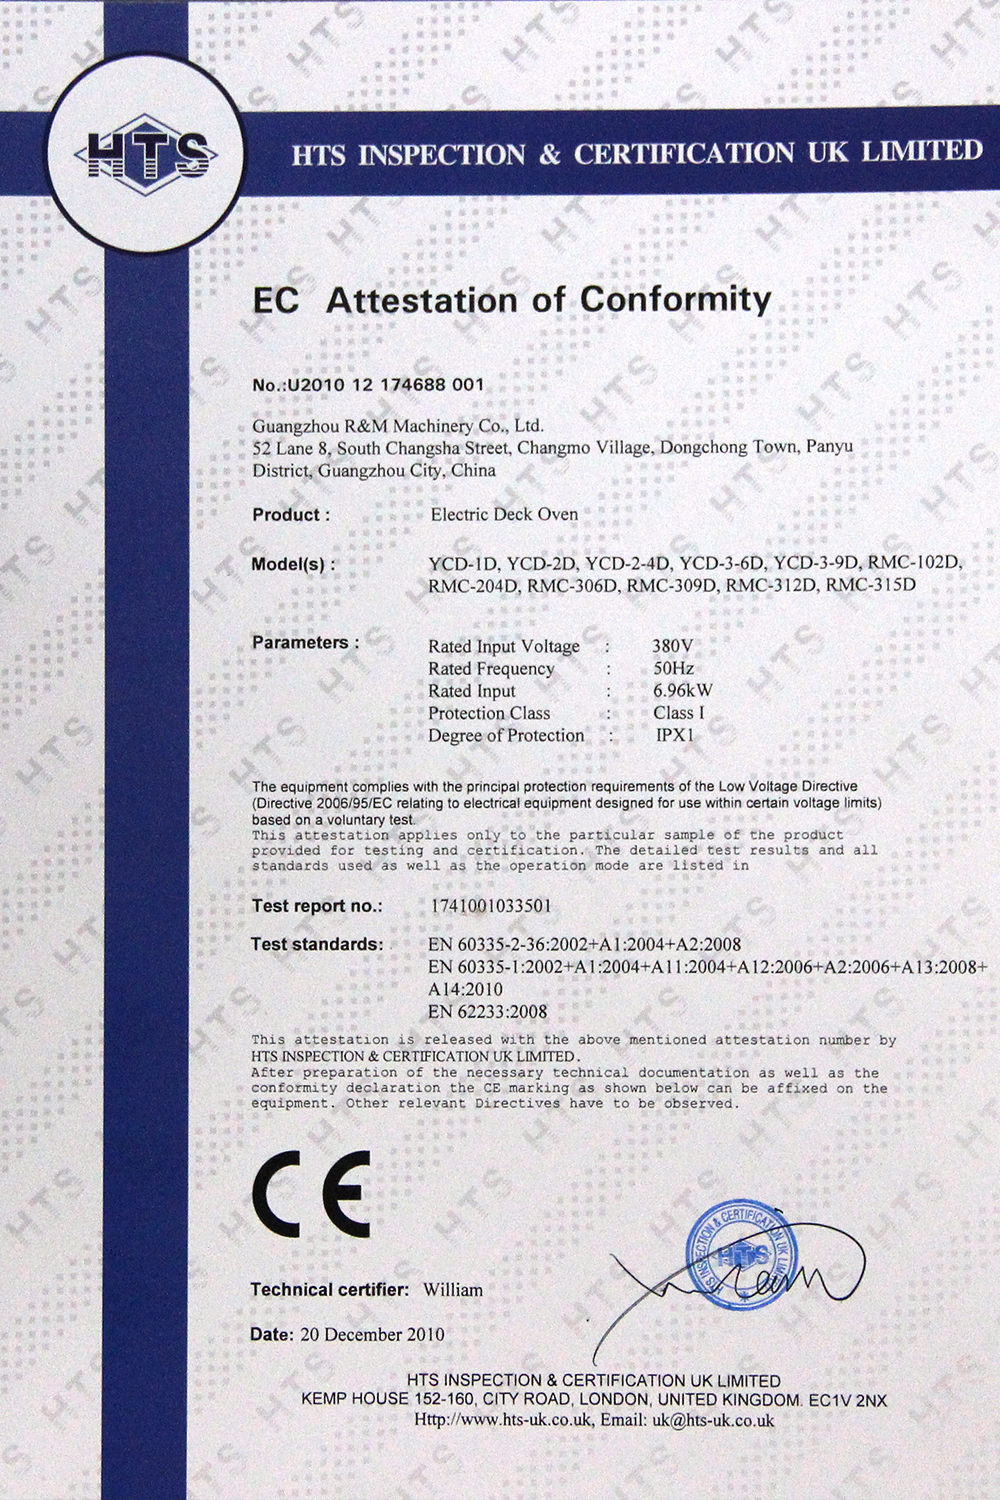 HTS
HTS INSPECTION & CERTIFICATION UK LIMITED
EC Attestation of Conformity
No.:U2010 12 174688 001
Guangzhou R&M Machinery Co., Ltd.
52 Lane 8, South Changsha Street, Changmo Village, Dongchong Town, Panyu
District, Guangzhou City, China
Product : Electric Deck Oven
Model(s) : YCD-1D, YCD-2D, YCD-2-4D, YCD-3-6D, YCD-3-9D, RMC-102D,
RMC-204D, RMC-306D, RMC-309D, RMC-312D, RMC-315D
Parameters : Rated Input Voltage : 380V
Rated Frequency : 50Hz
Rated Input : 6.96kW
Protection Class : Class I
Degree of Protection : IPX1
The equipment complies with the principal protection requirements of the Low Voltage Directive
(Directive 2006/95/EC relating to electrical equipment designed for use within certain voltage limits)
based on a voluntary test.
This attestation applies only to the particular sample of the product
provided for testing and certification. The detailed test results and all
standards used as well as the operation mode are listed in
Test report no.: 1741001033501
Test standards: EN 60335-2-36:2002+A1:2004+A2:2008
EN 60335-1:2002+A1:2004+A11:2004+A12:2006+A2:2006+A13:2008+
A14:2010
EN 62233:2008
This attestation is released with the above mentioned attestation number by
HTS INSPECTION & CERTIFICATION UK LIMITED.
After preparation of the necessary technical documentation as well as the
conformity declaration the CE marking as shown below can be affixed on the
equipment. Other relevant Directives have to be observed.
CE
HTS INSPECTION & CERTIFICATION UK LIMITED
HTS
Technical certifier: William
Date: 20 December 2010
HTS INSPECTION & CERTIFICATION UK LIMITED
KEMP HOUSE 152-160, CITY ROAD, LONDON, UNITED KINGDOM. EC1V 2NX
Http://www.hts-uk.co.uk, Email: uk@hts-uk.co.uk